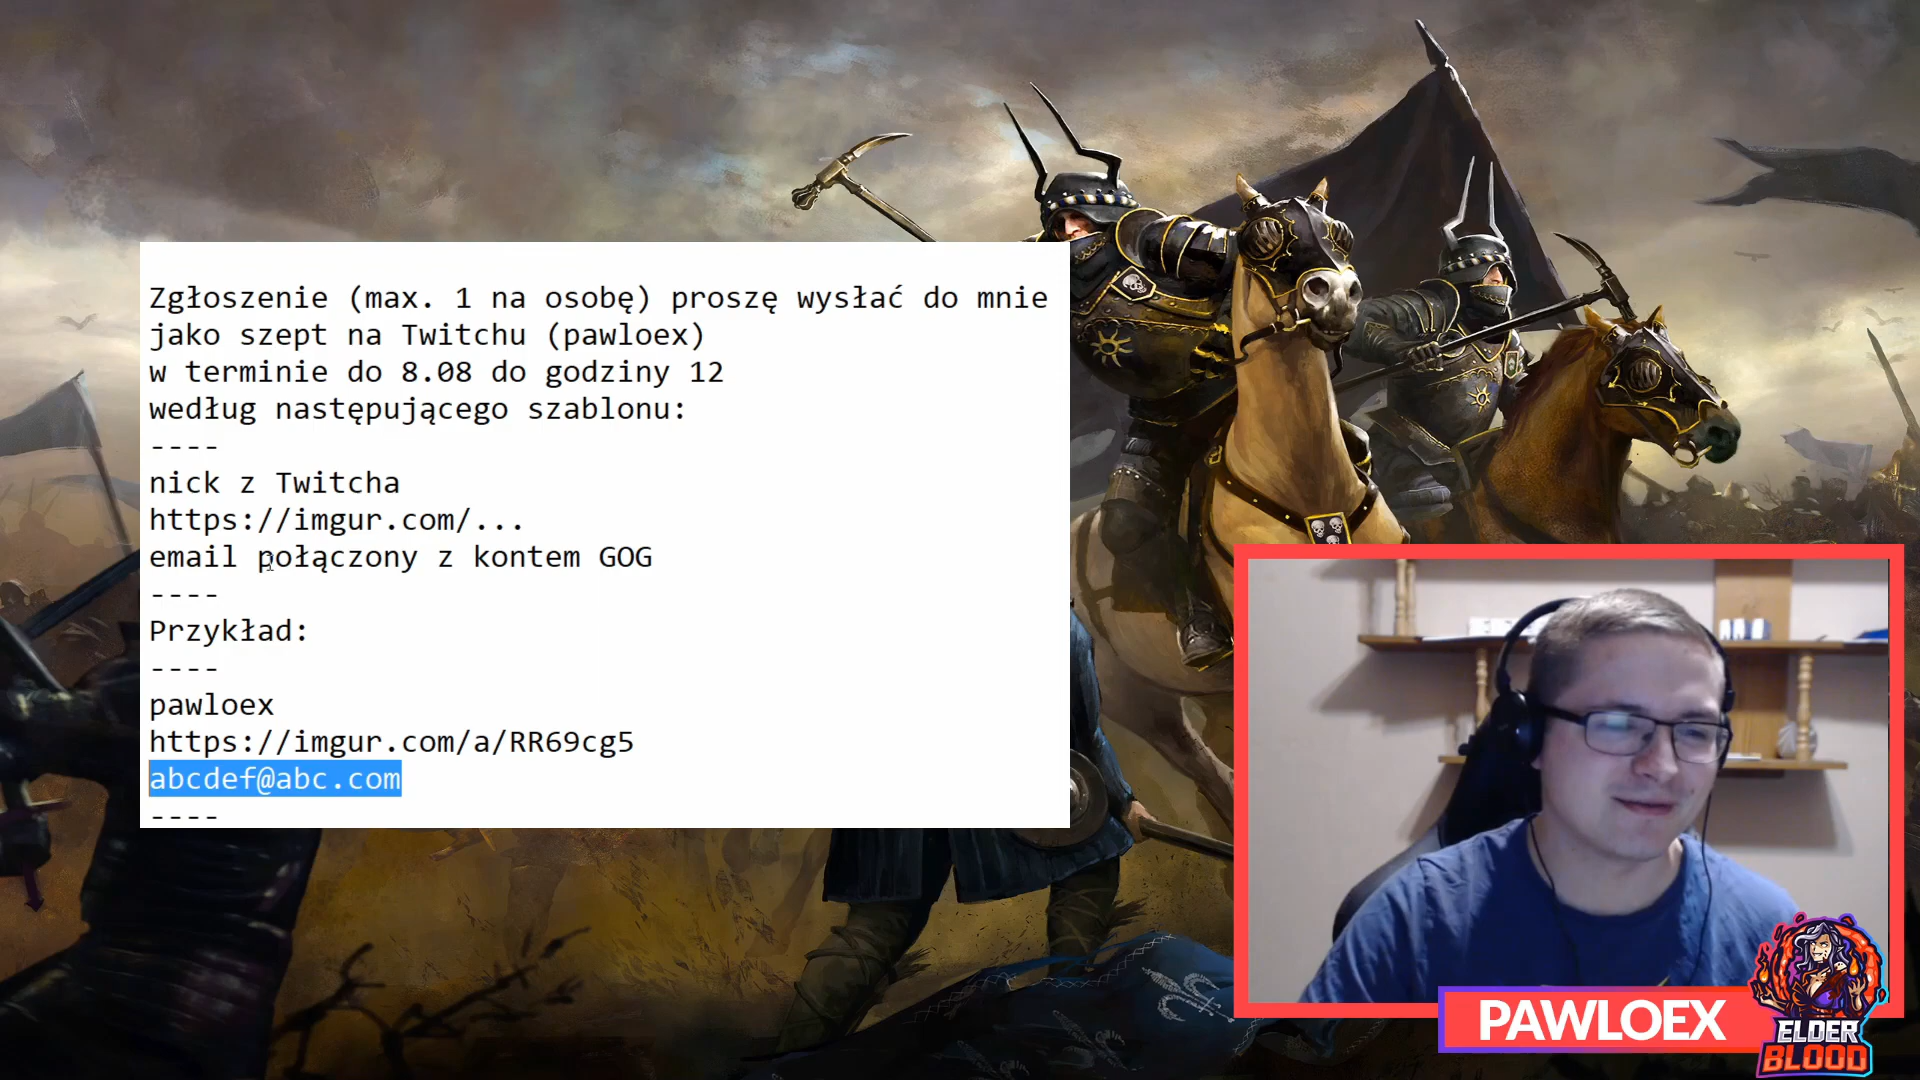 Zgłoszenie (max. 1 na osobę) proszę wysłać do mnie
jako szept na Twitchu (pawloex)
w terminie do 8.08 do godziny 12
według następującego szablonu:
----
nick z Twitcha
https://imgur.com/...
email połączony z kontem GOG
----
Przykład:
----
pawloex
https://imgur.com/a/RR69cg5
abcdef@abc.com
----
PAWLOEX
ELDER
BLOOD